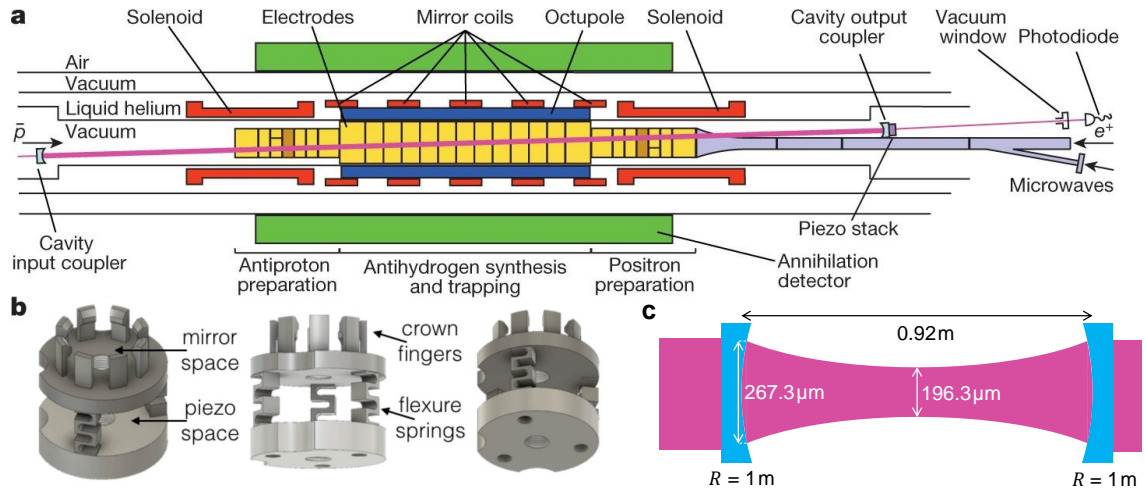 a
Solenoid
Electrodes
Mirror coils
Octupole
Solenoid
Cavity output
coupler
Vacuum
window
Photodiode
Air
Vacuum
Liquid helium
Vacuum
p̄
e⁺
Microwaves
Cavity
input coupler
Piezo stack
Annihilation
detector
Antiproton
preparation
Antihydrogen synthesis
and trapping
Positron
preparation
b
mirror
space
piezo
space
crown
fingers
flexure
springs
c
0.92m
267.3µm
196.3µm
R = 1m
R = 1m